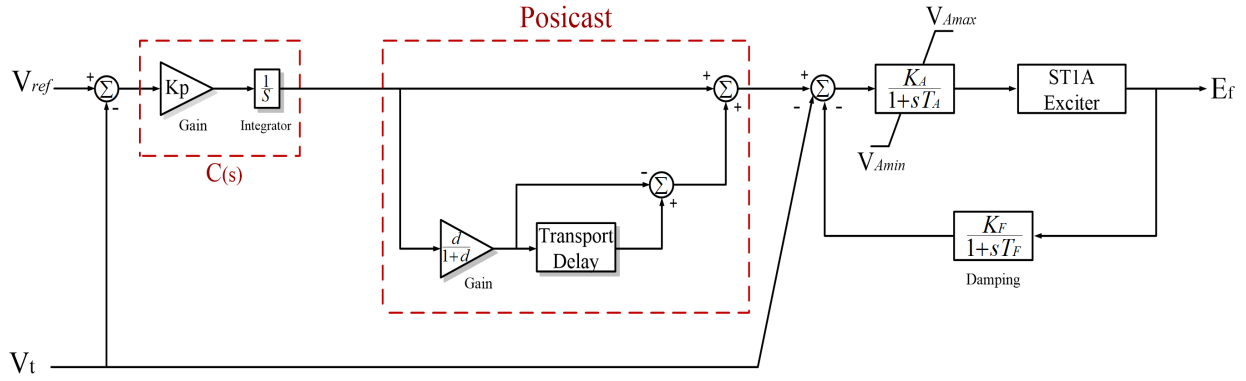 Posicast
V_Amax
V_ref
+
Σ
-
Kp
1
S
Gain
Integrator
C(s)
+
Σ
+
+
Σ
-
-
K_A
1+sT_A
ST1A
Exciter
E_f
V_Amin
-
Σ
+
d
1+d
Gain
Transport
Delay
K_F
1+sT_F
Damping
V_t